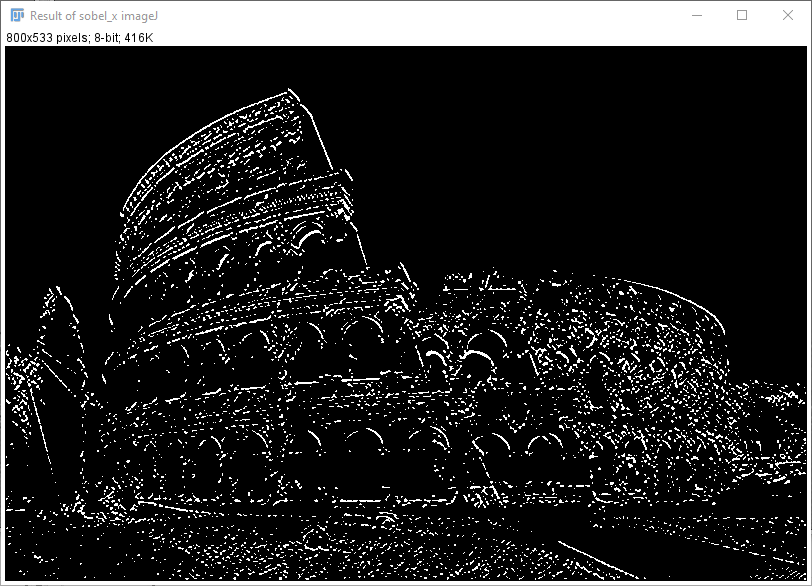 Result of sobel_x imageJ
800x533 pixels; 8-bit; 416K